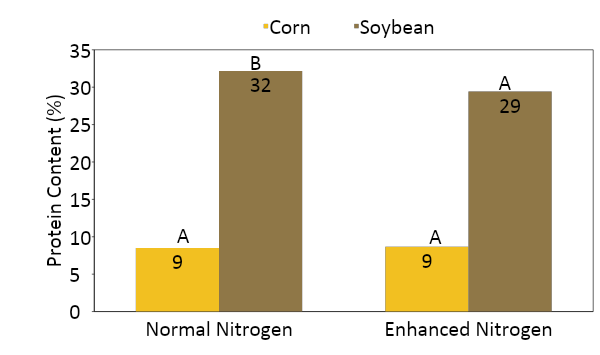 Corn Soybean
Protein Content (%)
35
30
25
20
15
10
5
0
A
9
B
32
A
9
A
29
Normal Nitrogen
Enhanced Nitrogen